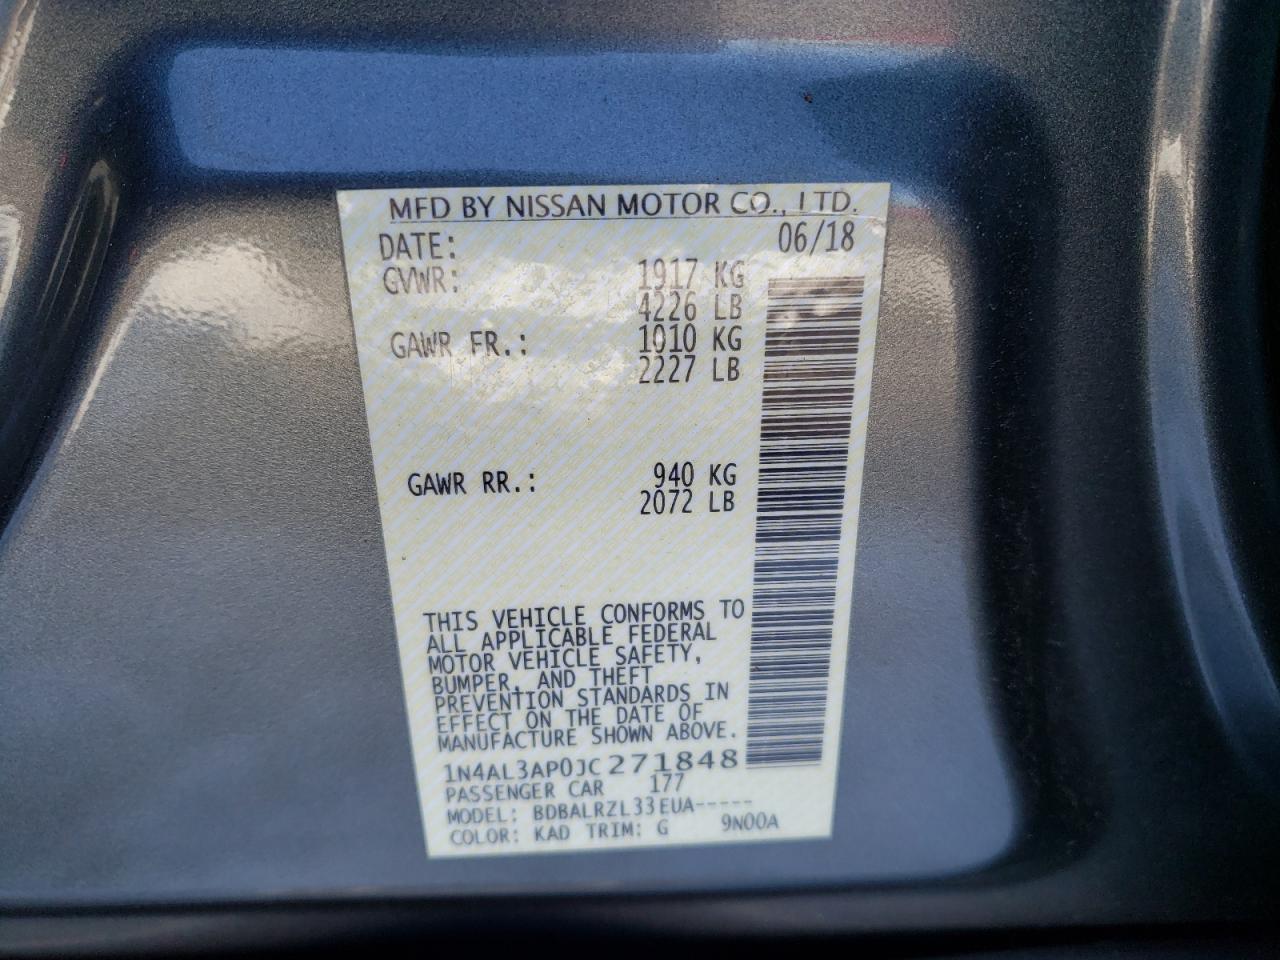 MFD BY NISSAN MOTOR CO., LTD.
DATE: 06/18
GVWR: 1917 KG
4226 LB
GAWR FR.: 1010 KG
2227 LB
GAWR RR.: 940 KG
2072 LB
THIS VEHICLE CONFORMS TO
ALL APPLICABLE FEDERAL
MOTOR VEHICLE SAFETY,
BUMPER, AND THEFT
PREVENTION STANDARDS IN
EFFECT ON THE DATE OF
MANUFACTURE SHOWN ABOVE.
1N4AL3AP0JC271848
PASSENGER CAR 177
MODEL: BDBALRZL33EUA-----
COLOR: KAD TRIM: G 9N00A